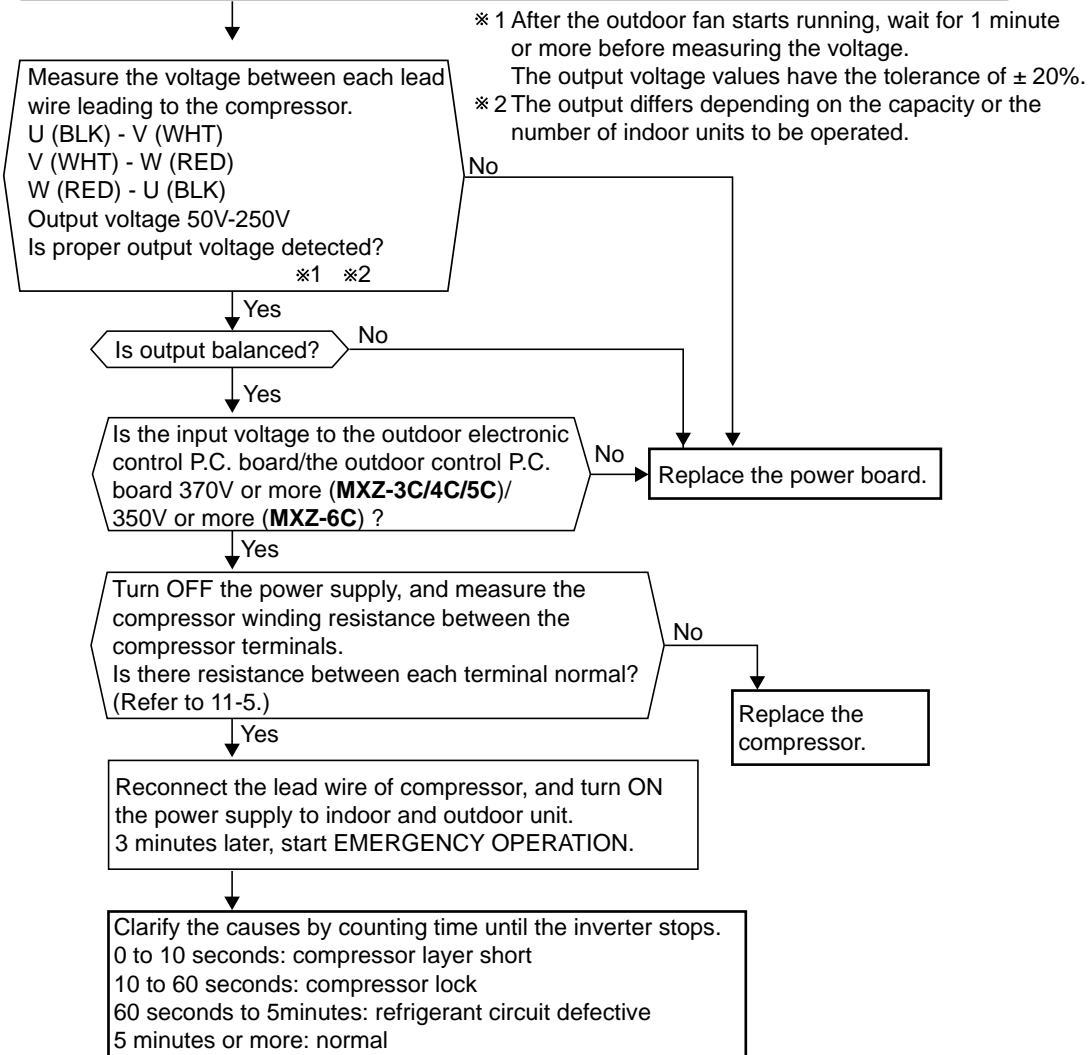 ※1 After the outdoor fan starts running, wait for 1 minute
or more before measuring the voltage.
The output voltage values have the tolerance of ± 20%.
※2 The output differs depending on the capacity or the
number of indoor units to be operated.
Measure the voltage between each lead
wire leading to the compressor.
U (BLK) - V (WHT)
V (WHT) - W (RED)
W (RED) - U (BLK)
Output voltage 50V-250V
Is proper output voltage detected?
※1 ※2
No
Yes
Is output balanced?
No
Yes
Is the input voltage to the outdoor electronic
control P.C. board/the outdoor control P.C.
board 370V or more (MXZ-3C/4C/5C)/
350V or more (MXZ-6C) ?
No
Replace the power board.
Yes
Turn OFF the power supply, and measure the
compressor winding resistance between the
compressor terminals.
Is there resistance between each terminal normal?
(Refer to 11-5.)
No
Replace the
compressor.
Yes
Reconnect the lead wire of compressor, and turn ON
the power supply to indoor and outdoor unit.
3 minutes later, start EMERGENCY OPERATION.
Clarify the causes by counting time until the inverter stops.
0 to 10 seconds: compressor layer short
10 to 60 seconds: compressor lock
60 seconds to 5minutes: refrigerant circuit defective
5 minutes or more: normal